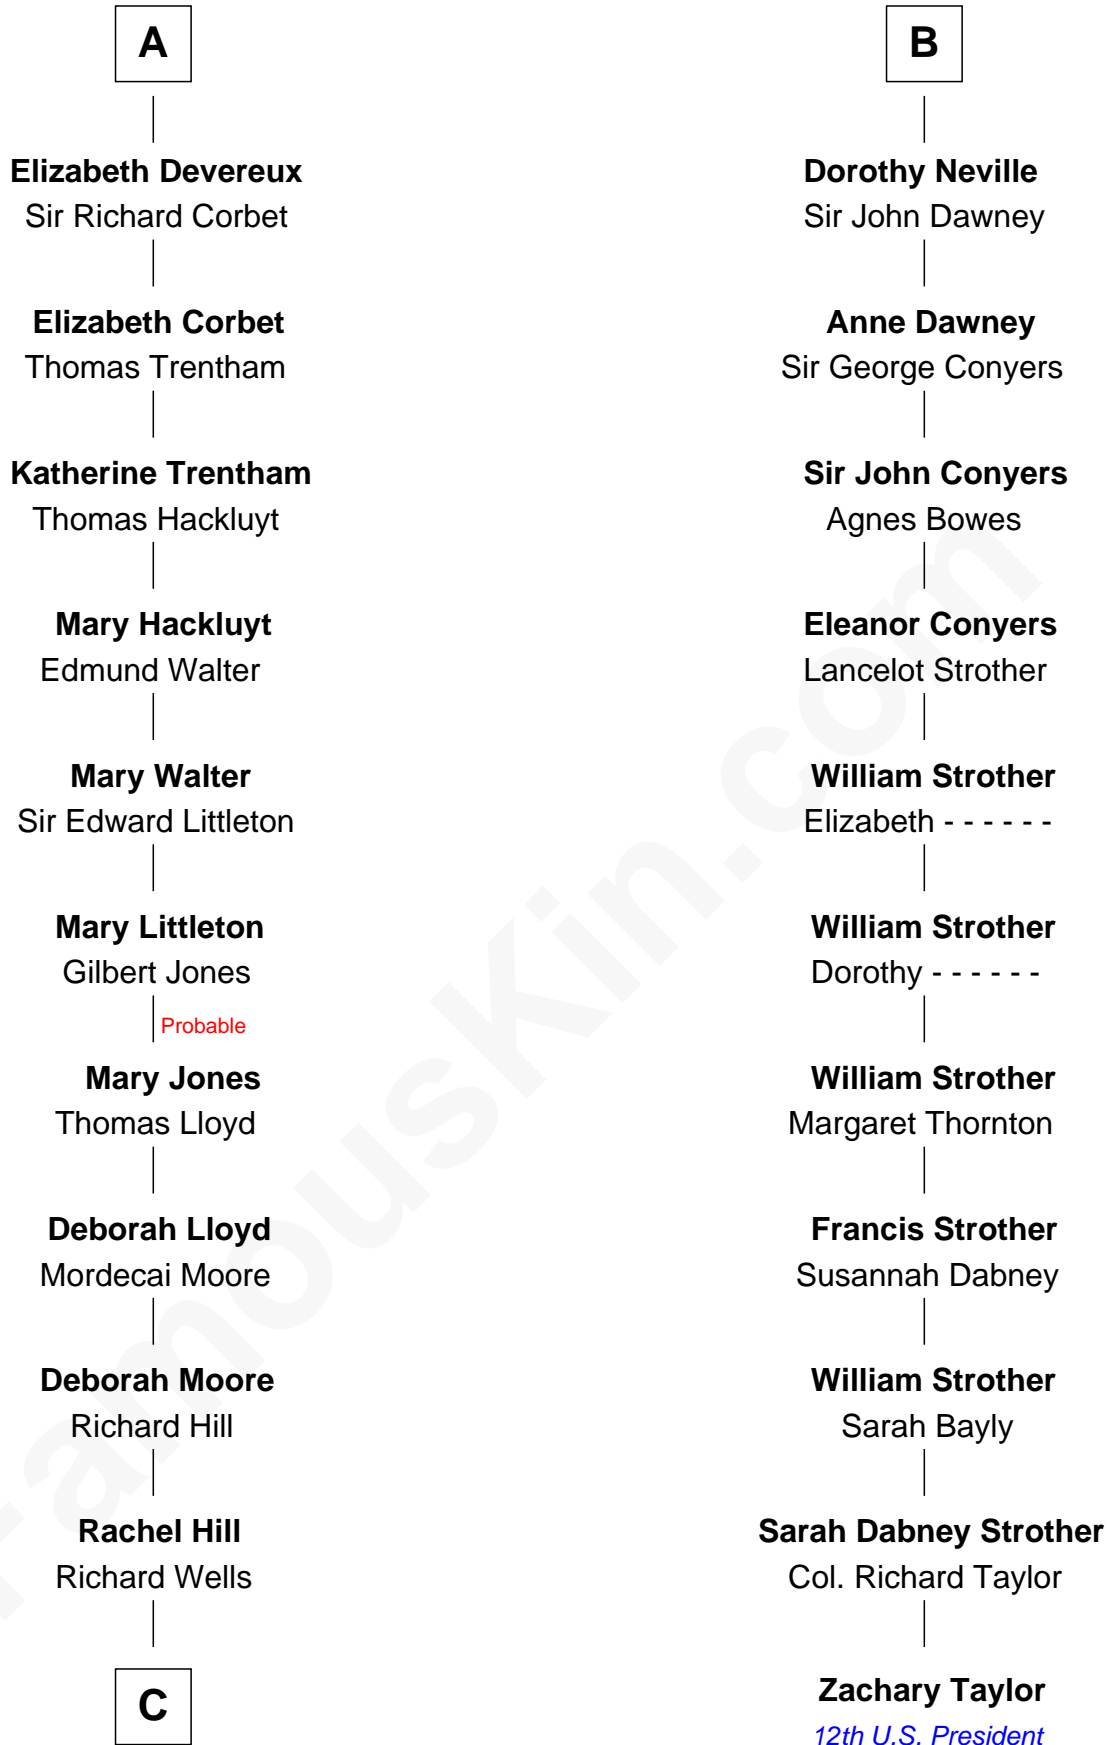 A
Elizabeth Devereux
Sir Richard Corbet
Elizabeth Corbet
Thomas Trentham
Katherine Trentham
Thomas Hackluyt
Mary Hackluyt
Edmund Walter
Mary Walter
Sir Edward Littleton
Mary Littleton
Gilbert Jones
Probable
Mary Jones
Thomas Lloyd
Deborah Lloyd
Mordecai Moore
Deborah Moore
Richard Hill
Rachel Hill
Richard Wells
C
B
Dorothy Neville
Sir John Dawney
Anne Dawney
Sir George Conyers
Sir John Conyers
Agnes Bowes
Eleanor Conyers
Lancelot Strother
William Strother
Elizabeth - - - - - -
William Strother
Dorothy - - - - - -
William Strother
Margaret Thornton
Francis Strother
Susannah Dabney
William Strother
Sarah Bayly
Sarah Dabney Strother
Col. Richard Taylor
Zachary Taylor
12th U.S. President
FamousKin.com